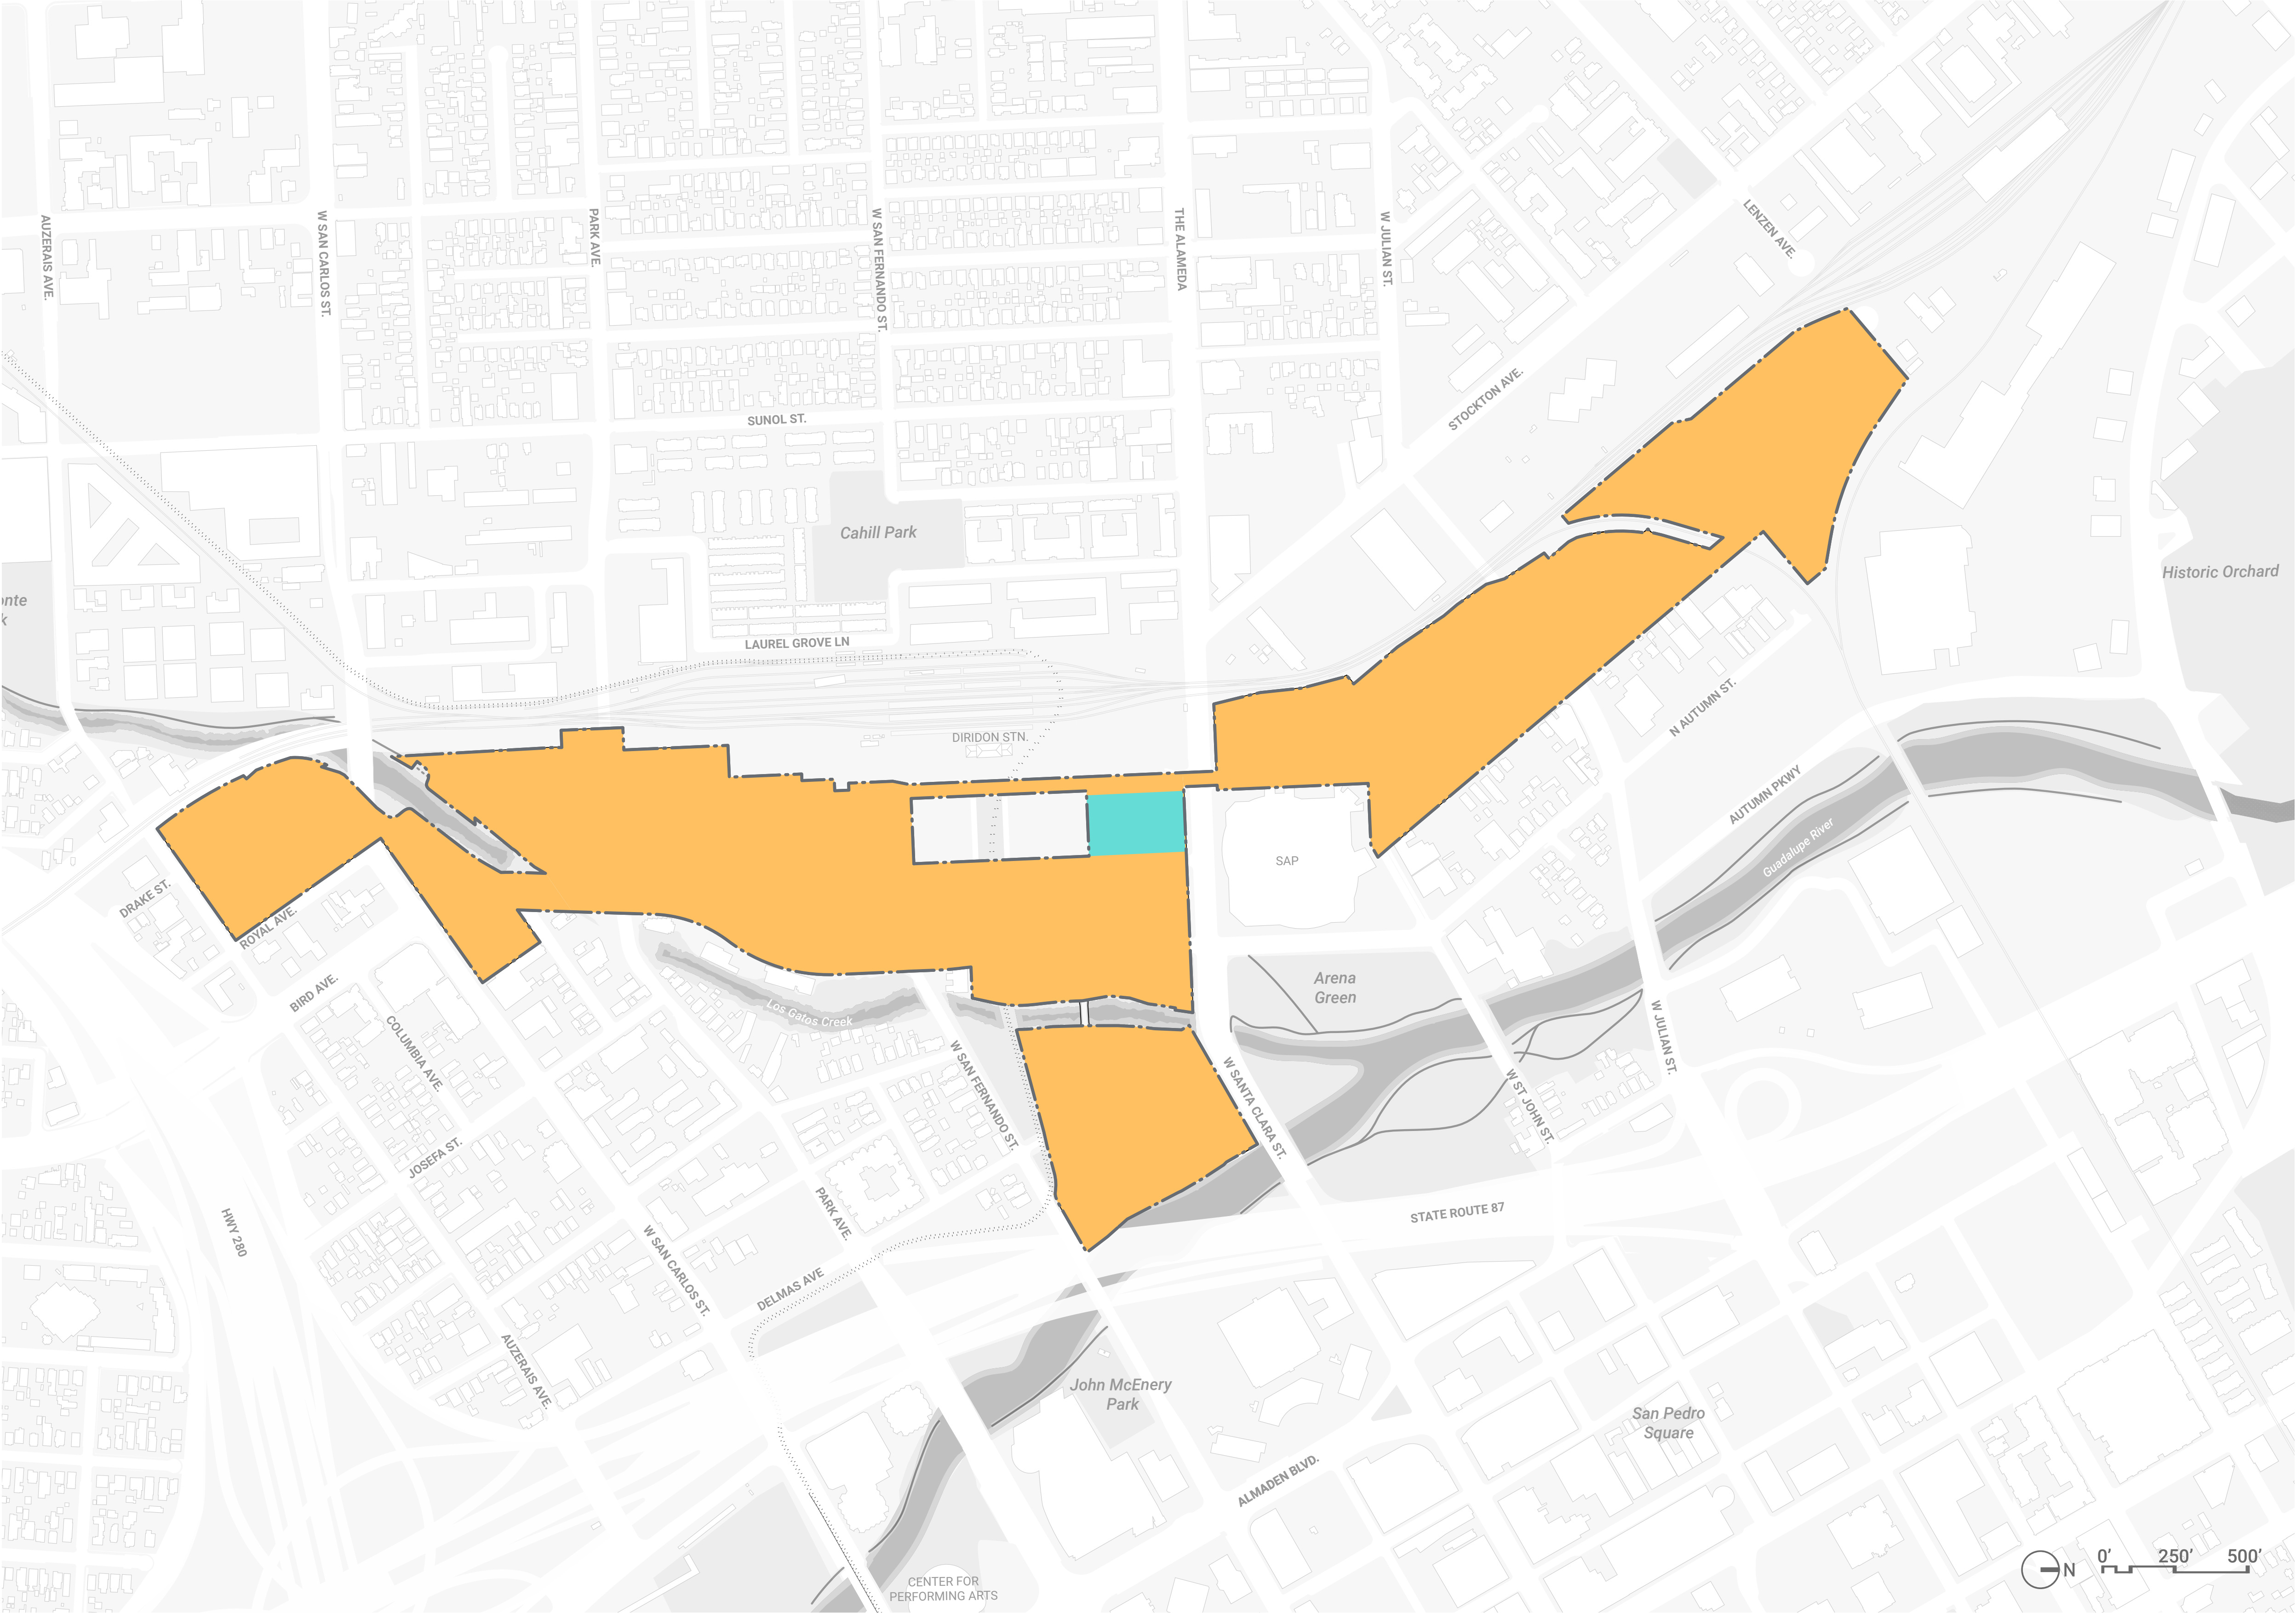 AUZERAIS AVE.
W SAN CARLOS ST.
PARK AVE.
W SAN FERNANDO ST.
THE ALAMEDA
W JULIAN ST.
LENZEN AVE
STOCKTON AVE.
SUNOL ST.
Cahill Park
Historic Orchard
onte
k
LAUREL GROVE LN
DIRIDON STN.
N AUTUMN ST.
AUTUMN PKWY
Guadalupe River
SAP
DRAKE ST.
ROYAL AVE.
BIRD AVE.
COLUMBIA AVE.
Los Gatos Creek
Arena
Green
W SAN FERNANDO ST.
W SANTA CLARA ST.
W ST JOHN ST.
W JULIAN ST.
JOSEFA ST.
HWY 280
PARK AVE.
W SAN CARLOS ST.
STATE ROUTE 87
DELMAS AVE
AUZERAIS AVE.
John McEnery
Park
San Pedro
Square
ALMADEN BLVD.
CENTER FOR
PERFORMING ARTS
N
0’ 250’ 500’